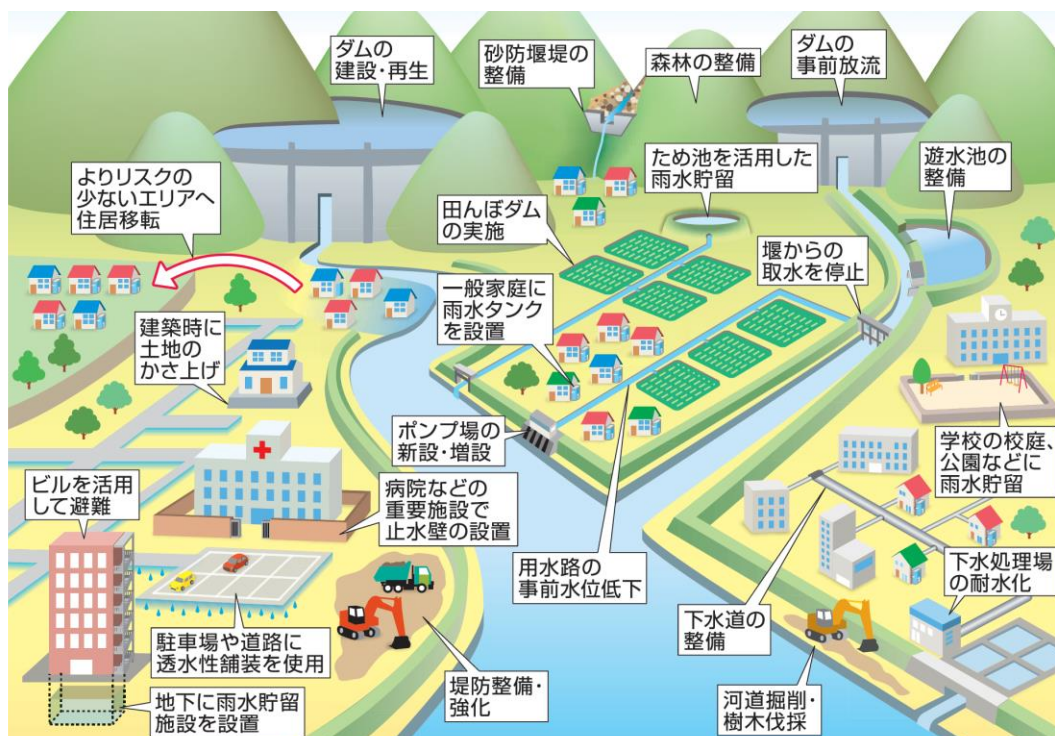 ダムの
建設・再生
砂防堰堤の
整備
森林の整備
ダムの
事前放流
よりリスクの
少ないエリアへ
住居移転
田んぼダム
の実施
ため池を活用した
雨水貯留
遊水池の
整備
一般家庭に
雨水タンク
を設置
堰からの
取水を停止
建築時に
土地の
かさ上げ
ポンプ場の
新設・増設
学校の校庭、
公園などに
雨水貯留
ビルを活用
して避難
病院などの
重要施設で
止水壁の設置
用水路の
事前水位低下
下水処理場
の耐水化
下水道の
整備
駐車場や道路に
透水性舗装を使用
堤防整備・
強化
河道掘削・
樹木伐採
地下に雨水貯留
施設を設置